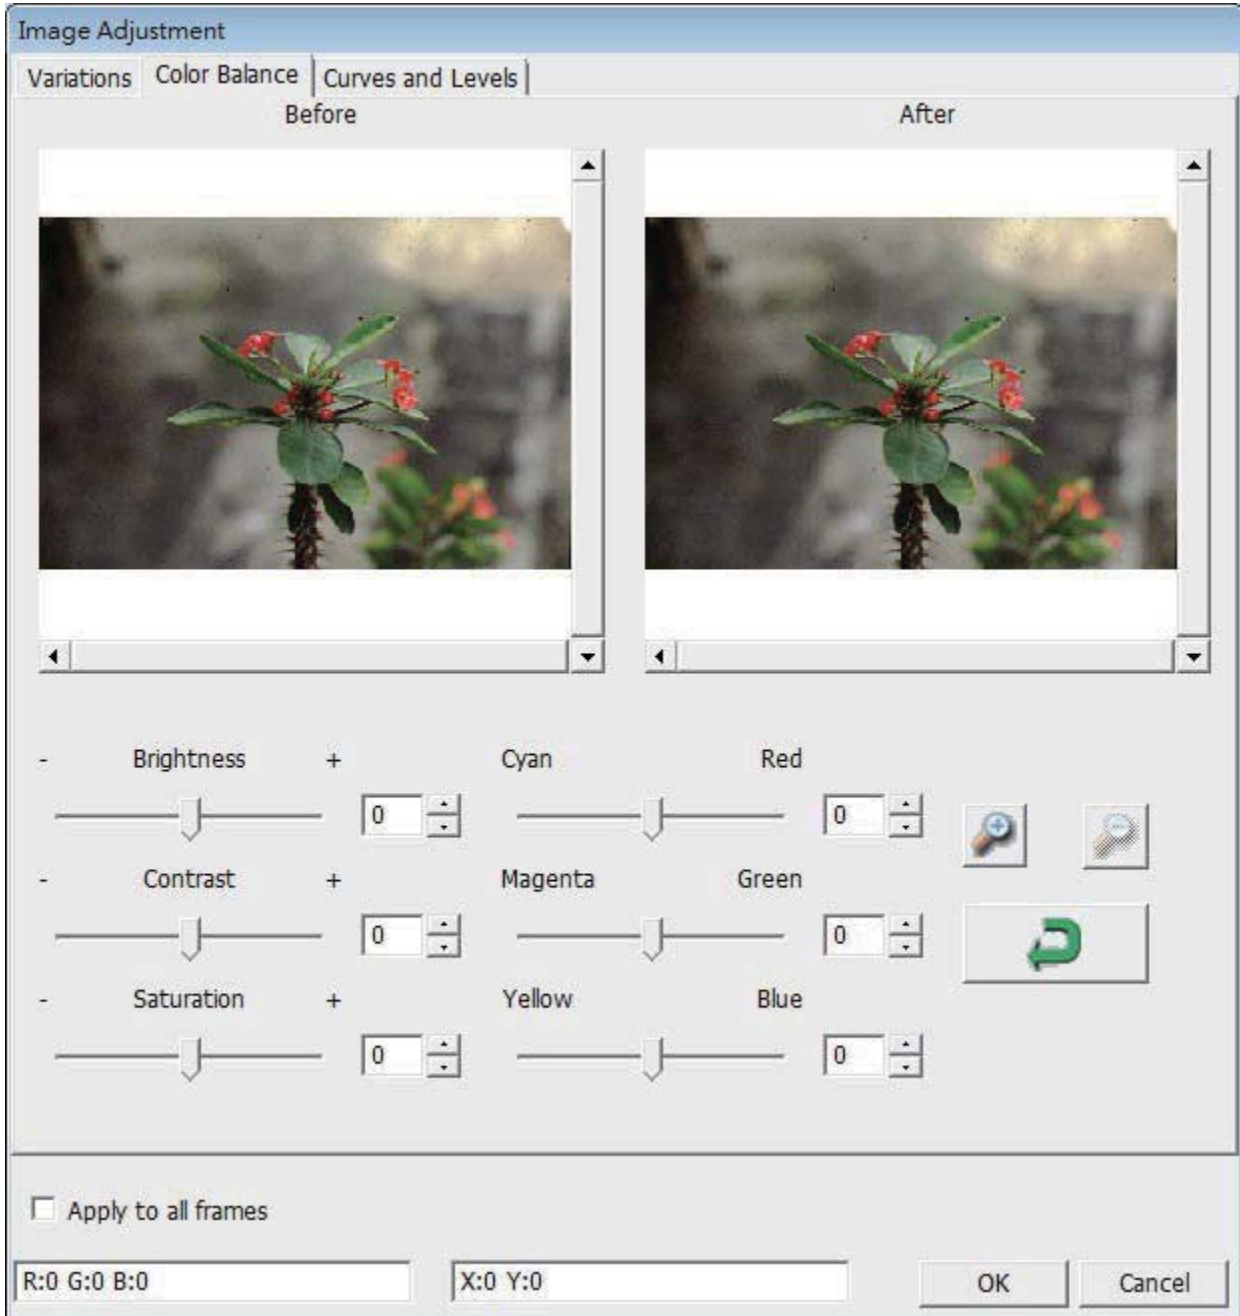 Image Adjustment
Variations Color Balance Curves and Levels
Before After
- Brightness + Cyan Red
0 0
- Contrast + Magenta Green
0 0
- Saturation + Yellow Blue
0 0
Apply to all frames
R:0 G:0 B:0 X:0 Y:0 OK Cancel